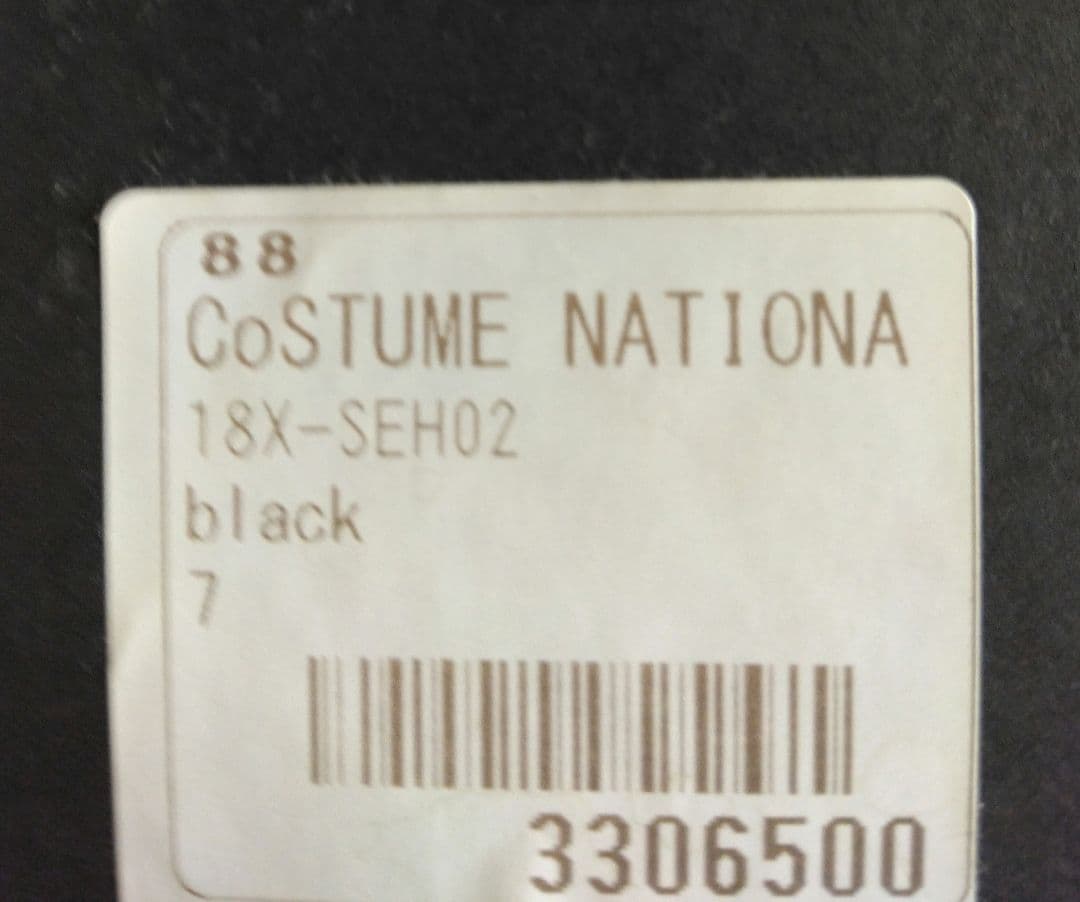 88
CoSTUME NATIONA
18X-SEH02
black
7
3306500